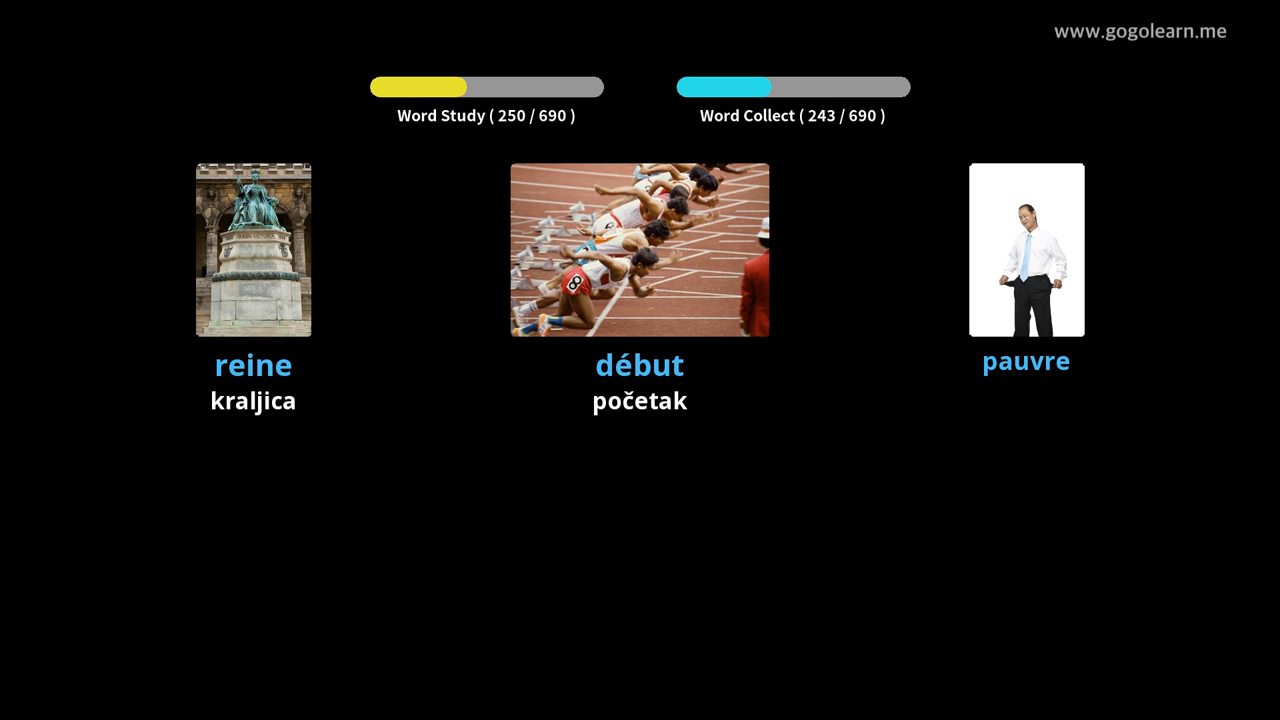 www.gogolearn.me
Word Study ( 250 / 690 )
Word Collect ( 243 / 690 )
reine
kraljica
début
početak
pauvre